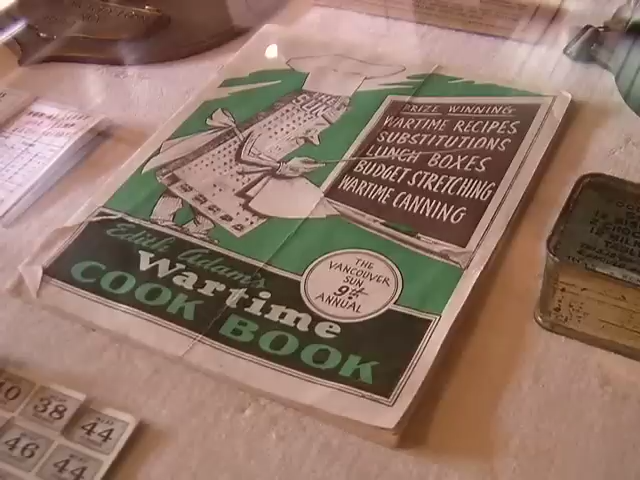 PRIZE WINNING
WARTIME RECIPES
SUBSTITUTIONS
LUNCH BOXES
BUDGET STRETCHING
WARTIME CANNING
Edith Adam's
Wartime
COOK BOOK
THE
VANCOUVER
SUN
9th
ANNUAL
SUN
38
44
46
44